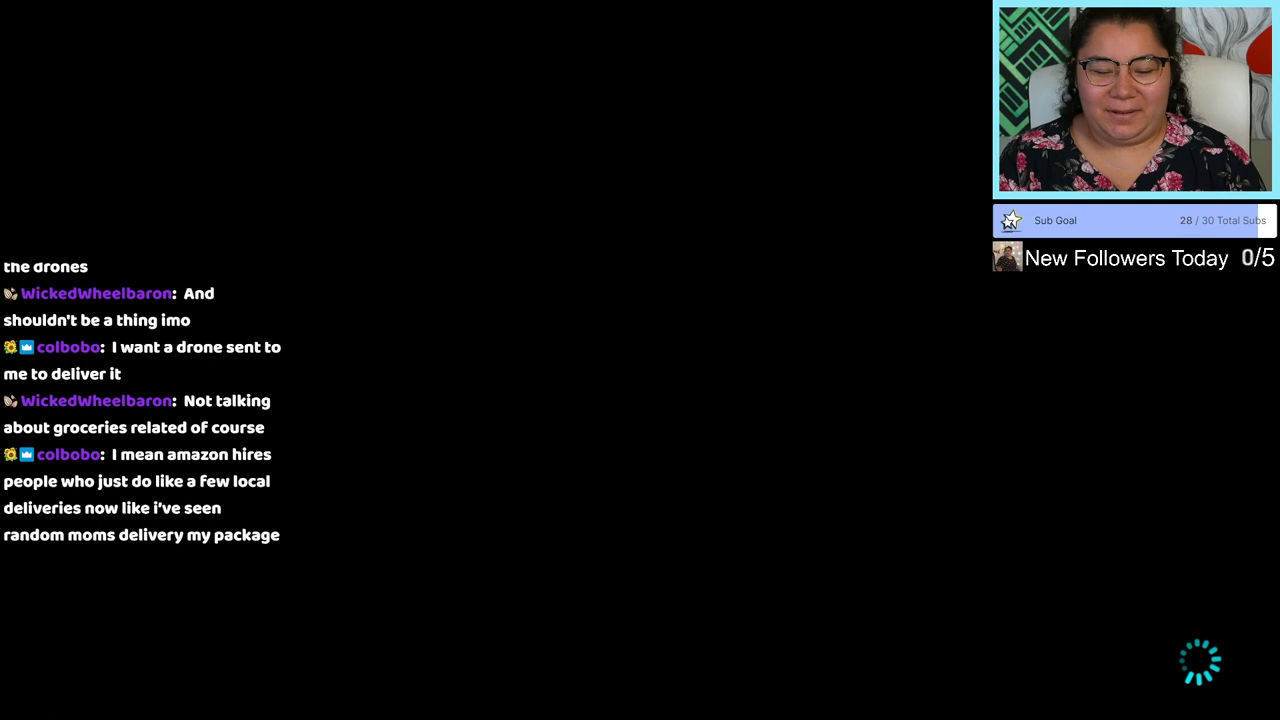 the drones
WickedWheelbaron: And
shouldn't be a thing imo
colbobo: I want a drone sent to
me to deliver it
WickedWheelbaron: Not talking
about groceries related of course
colbobo: I mean amazon hires
people who just do like a few local
deliveries now like i've seen
random moms delivery my package
Sub Goal 28 / 30 Total Subs
New Followers Today 0/5